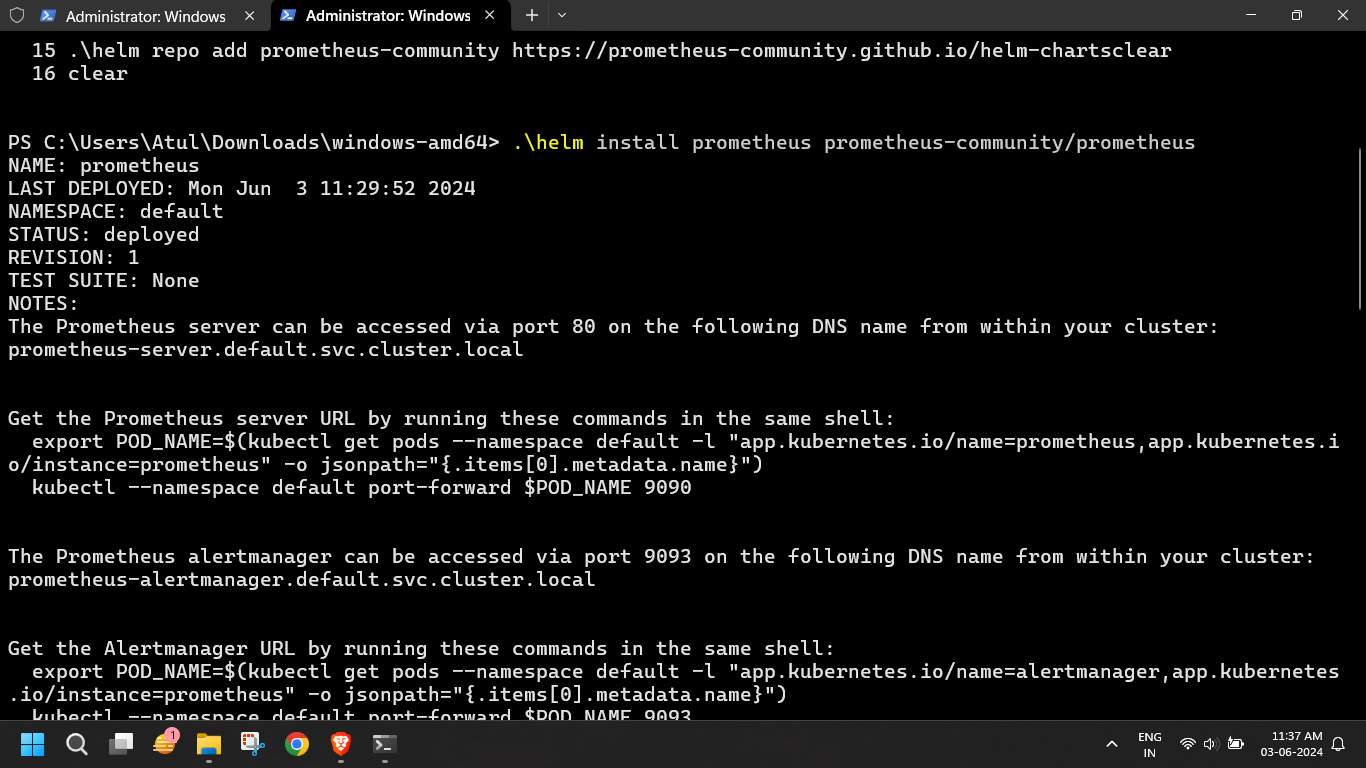 Administrator: Windows
Administrator: Windows
15 .\helm repo add prometheus-community https://prometheus-community.github.io/helm-chartsclear
16 clear
PS C:\Users\Atul\Downloads\windows-amd64> .\helm install prometheus prometheus-community/prometheus
NAME: prometheus
LAST DEPLOYED: Mon Jun  3 11:29:52 2024
NAMESPACE: default
STATUS: deployed
REVISION: 1
TEST SUITE: None
NOTES:
The Prometheus server can be accessed via port 80 on the following DNS name from within your cluster:
prometheus-server.default.svc.cluster.local
Get the Prometheus server URL by running these commands in the same shell:
export POD_NAME=$(kubectl get pods --namespace default -l "app.kubernetes.io/name=prometheus,app.kubernetes.i
o/instance=prometheus" -o jsonpath="{.items[0].metadata.name}")
kubectl --namespace default port-forward $POD_NAME 9090
The Prometheus alertmanager can be accessed via port 9093 on the following DNS name from within your cluster:
prometheus-alertmanager.default.svc.cluster.local
Get the Alertmanager URL by running these commands in the same shell:
export POD_NAME=$(kubectl get pods --namespace default -l "app.kubernetes.io/name=alertmanager,app.kubernetes
.io/instance=prometheus" -o jsonpath="{.items[0].metadata.name}")
kubectl --namespace default port-forward $POD_NAME 9093
1
ENG
IN
11:37 AM
03-06-2024